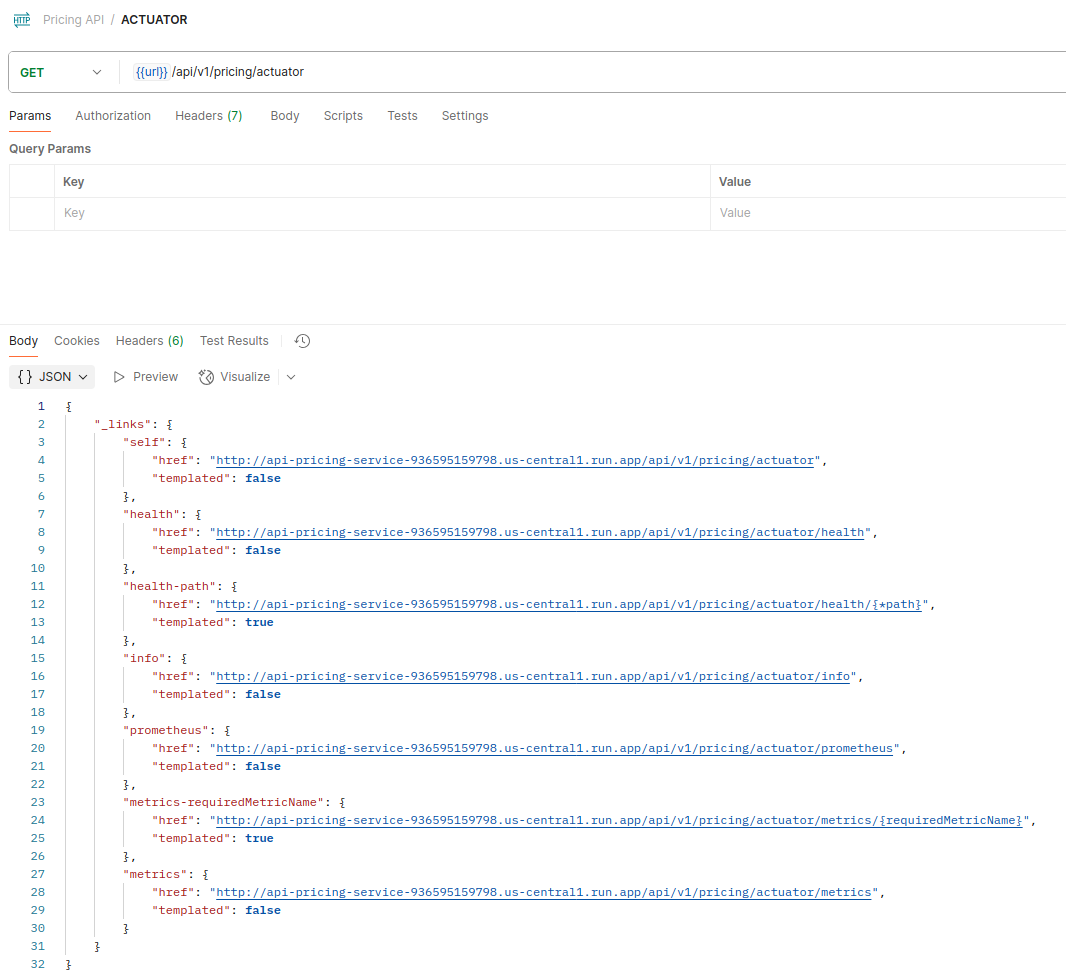 HTTP Pricing API / ACTUATOR
GET {{url}} /api/v1/pricing/actuator
Params Authorization Headers (7) Body Scripts Tests Settings
Query Params
Key Value
Key Value
Body Cookies Headers (6) Test Results
{} JSON Preview Visualize
1 {
2 "_links": {
3 "self": {
4 "href": "http://api-pricing-service-936595159798.us-central1.run.app/api/v1/pricing/actuator",
5 "templated": false
6 },
7 "health": {
8 "href": "http://api-pricing-service-936595159798.us-central1.run.app/api/v1/pricing/actuator/health",
9 "templated": false
10 },
11 "health-path": {
12 "href": "http://api-pricing-service-936595159798.us-central1.run.app/api/v1/pricing/actuator/health/{*path}",
13 "templated": true
14 },
15 "info": {
16 "href": "http://api-pricing-service-936595159798.us-central1.run.app/api/v1/pricing/actuator/info",
17 "templated": false
18 },
19 "prometheus": {
20 "href": "http://api-pricing-service-936595159798.us-central1.run.app/api/v1/pricing/actuator/prometheus",
21 "templated": false
22 },
23 "metrics-requiredMetricName": {
24 "href": "http://api-pricing-service-936595159798.us-central1.run.app/api/v1/pricing/actuator/metrics/{requiredMetricName}",
25 "templated": true
26 },
27 "metrics": {
28 "href": "http://api-pricing-service-936595159798.us-central1.run.app/api/v1/pricing/actuator/metrics",
29 "templated": false
30 }
31 }
32 }